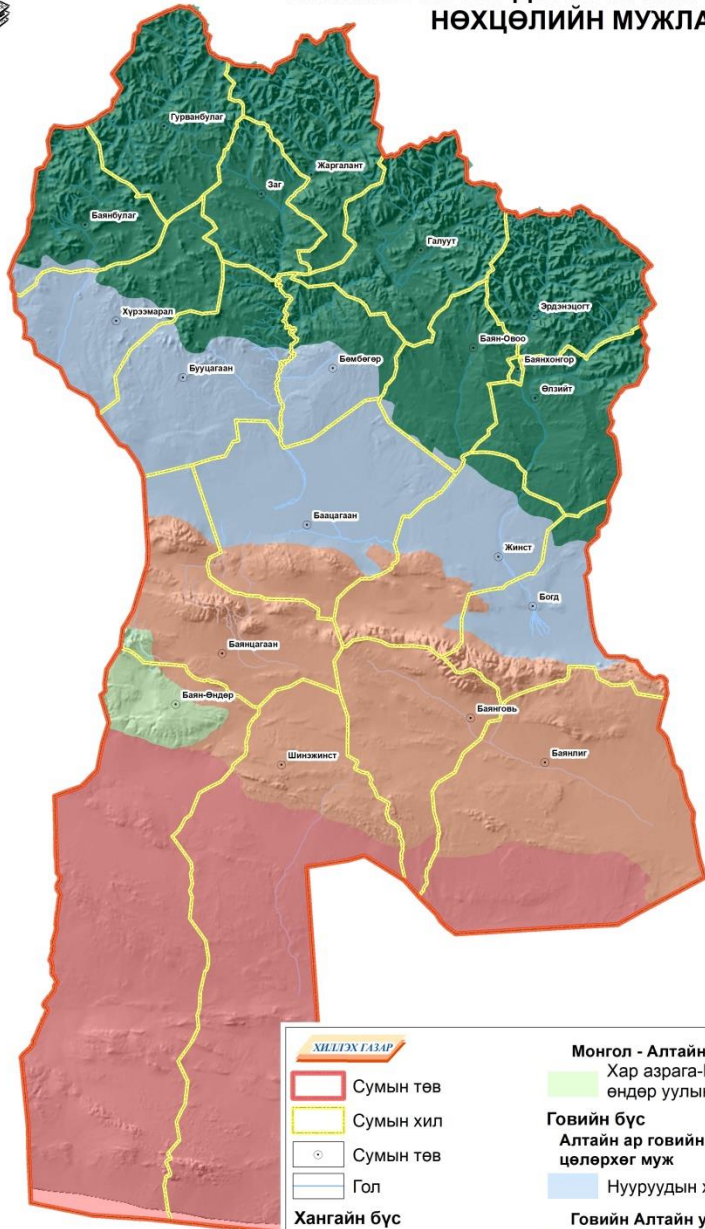 НӨХЦӨЛИЙН
Гурванбулаг
Жаргалант
Заг
Баянбулаг
Галуут
Эрдэнэцогт
Хүрээмарал
Баян-Овоо
Баянхонгор
Бөмбөгөр
Бууцагаан
Өлзийт
Баацагаан
Жинст
Богд
Баянцагаан
Баян-Өндөр
Баянговь
Шинэжинст
Баянлиг
ХИЛЛЭХ ГАЗАР
Сумын төв
Сумын хил
Сумын төв
Гол
Хангайн бүс
Монгол - Алтайн
Хар азрага-
өндөр уулын
Говийн бүс
Алтайн ар говийн
цөлөрхөг муж
Нууруудын
Говийн Алтайн